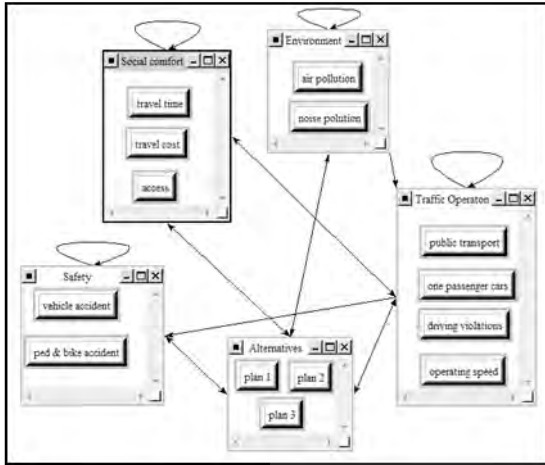 Social comfort
travel time
travel cost
access
Environment
air pollution
noise polution
Traffic Operaton
public transport
one passenger cars
driving violations
operating speed
Safety
vehicle accident
ped & bike accident
Alternatives
plan 1
plan 2
plan 3